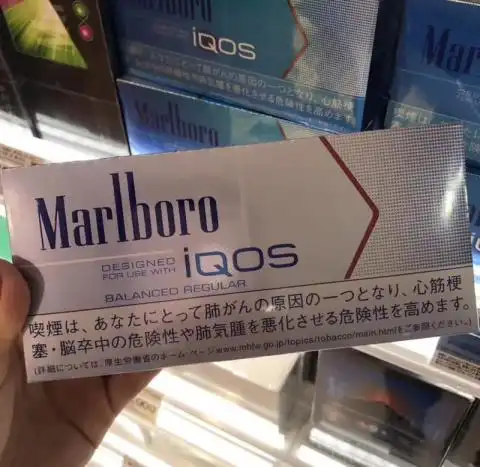 iQOS
Mar
Marlboro
Marlboro
DESIGNED
FOR USE WITH iQOS
BALANCED REGULAR
喫煙は、あなたにとって肺がんの原因の一つとなり、心筋梗
塞・脳卒中の危険性や肺気腫を悪化させる危険性を高めます。
(詳細については、厚生労働省のホーム・ページwww.mhlw.go.jp/topics/tobacco/main.htmlをご参照ください。)